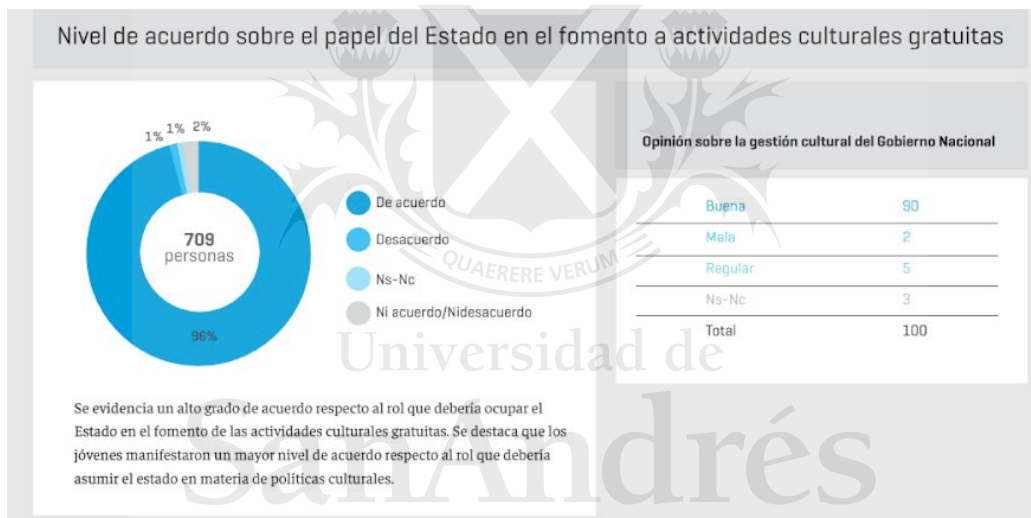 Nivel de acuerdo sobre el papel del Estado en el fomento a actividades culturales gratuitas
1% 1% 2%
709
personas
96%
De acuerdo
Desacuerdo
Ns-Nc
Ni acuerdo/Nidesacuerdo
Se evidencia un alto grado de acuerdo respecto al rol que debería ocupar el
Estado en el fomento de las actividades culturales gratuitas. Se destaca que los
jóvenes manifestaron un mayor nivel de acuerdo respecto al rol que debería
asumir el estado en materia de políticas culturales.
Opinión sobre la gestión cultural del Gobierno Nacional
Buena 90
Mala 2
Regular 5
Ns-Nc 3
Total 100
QUAERERE VERUM
Universidad de
SanAndrés